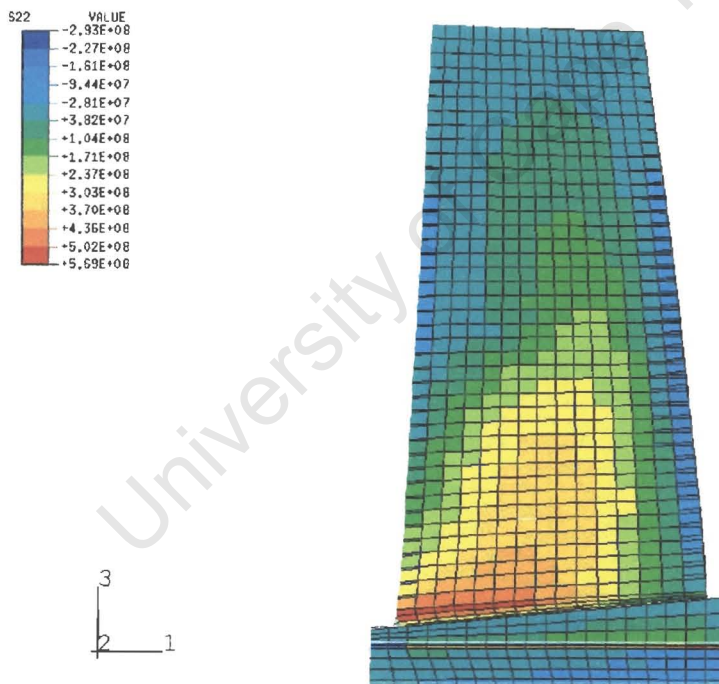 S22 VALUE
-2.93E+08
-2.27E+08
-1.61E+08
-9.44E+07
-2.81E+07
+3.82E+07
+1.04E+08
+1.71E+08
+2.37E+08
+3.03E+08
+3.70E+08
+4.36E+08
+5.02E+08
+5.69E+08
University of
3
2 1